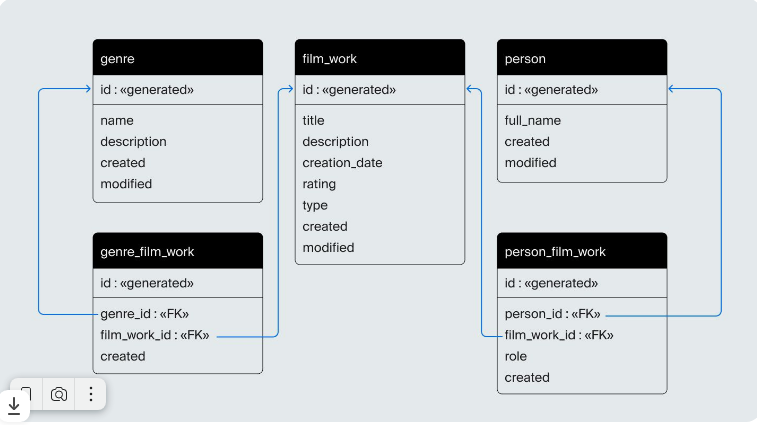 genre
id : «generated»
name
description
created
modified
film_work
id : «generated»
title
description
creation_date
rating
type
created
modified
person
id : «generated»
full_name
created
modified
genre_film_work
id : «generated»
genre_id : «FK»
film_work_id : «FK»
created
person_film_work
id : «generated»
person_id : «FK»
film_work_id : «FK»
role
created